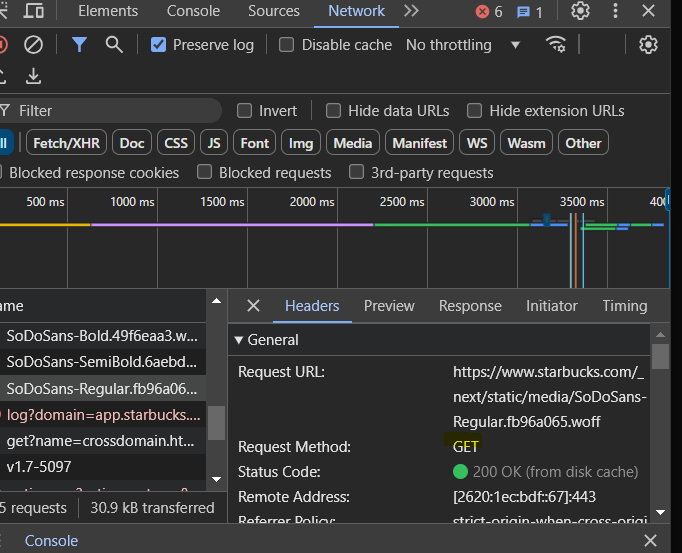 Elements Console Sources Network 6 1
Preserve log Disable cache No throttling
Filter Invert Hide data URLs Hide extension URLs
Fetch/XHR Doc CSS JS Font Img Media Manifest WS Wasm Other
Blocked response cookies Blocked requests 3rd-party requests
500 ms 1000 ms 1500 ms 2000 ms 2500 ms 3000 ms 3500 ms 400
ame Headers Preview Response Initiator Timing
SoDoSans-Bold.49f6eaa3.w...
SoDoSans-SemiBold.6aebd...
SoDoSans-Regular.fb96a06...
log?domain=app.starbucks....
get?name=crossdomain.ht...
v1.7-5097
5 requests 30.9 kB transferred
General
Request URL: https://www.starbucks.com/_
next/static/media/SoDoSans-
Regular.fb96a065.woff
Request Method: GET
Status Code: 200 OK (from disk cache)
Remote Address: [2620:1ec:bdf::67]:443
Referrer Policy: strict-origin-when-cross-origi
Console